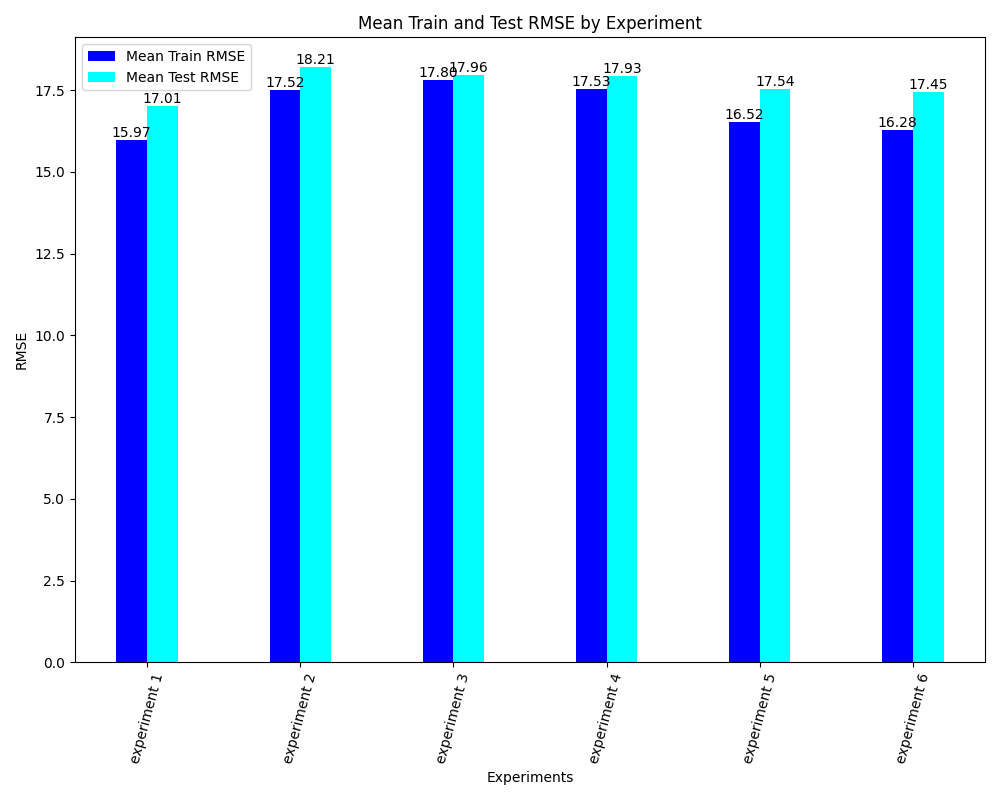 Mean Train and Test RMSE by Experiment
Mean Train RMSE
Mean Test RMSE
15.97
17.01
17.52
18.21
17.80
17.96
17.53
17.93
16.52
17.54
16.28
17.45
RMSE
17.5
15.0
12.5
10.0
7.5
5.0
2.5
0.0
experiment 1
experiment 2
experiment 3
experiment 4
experiment 5
experiment 6
Experiments